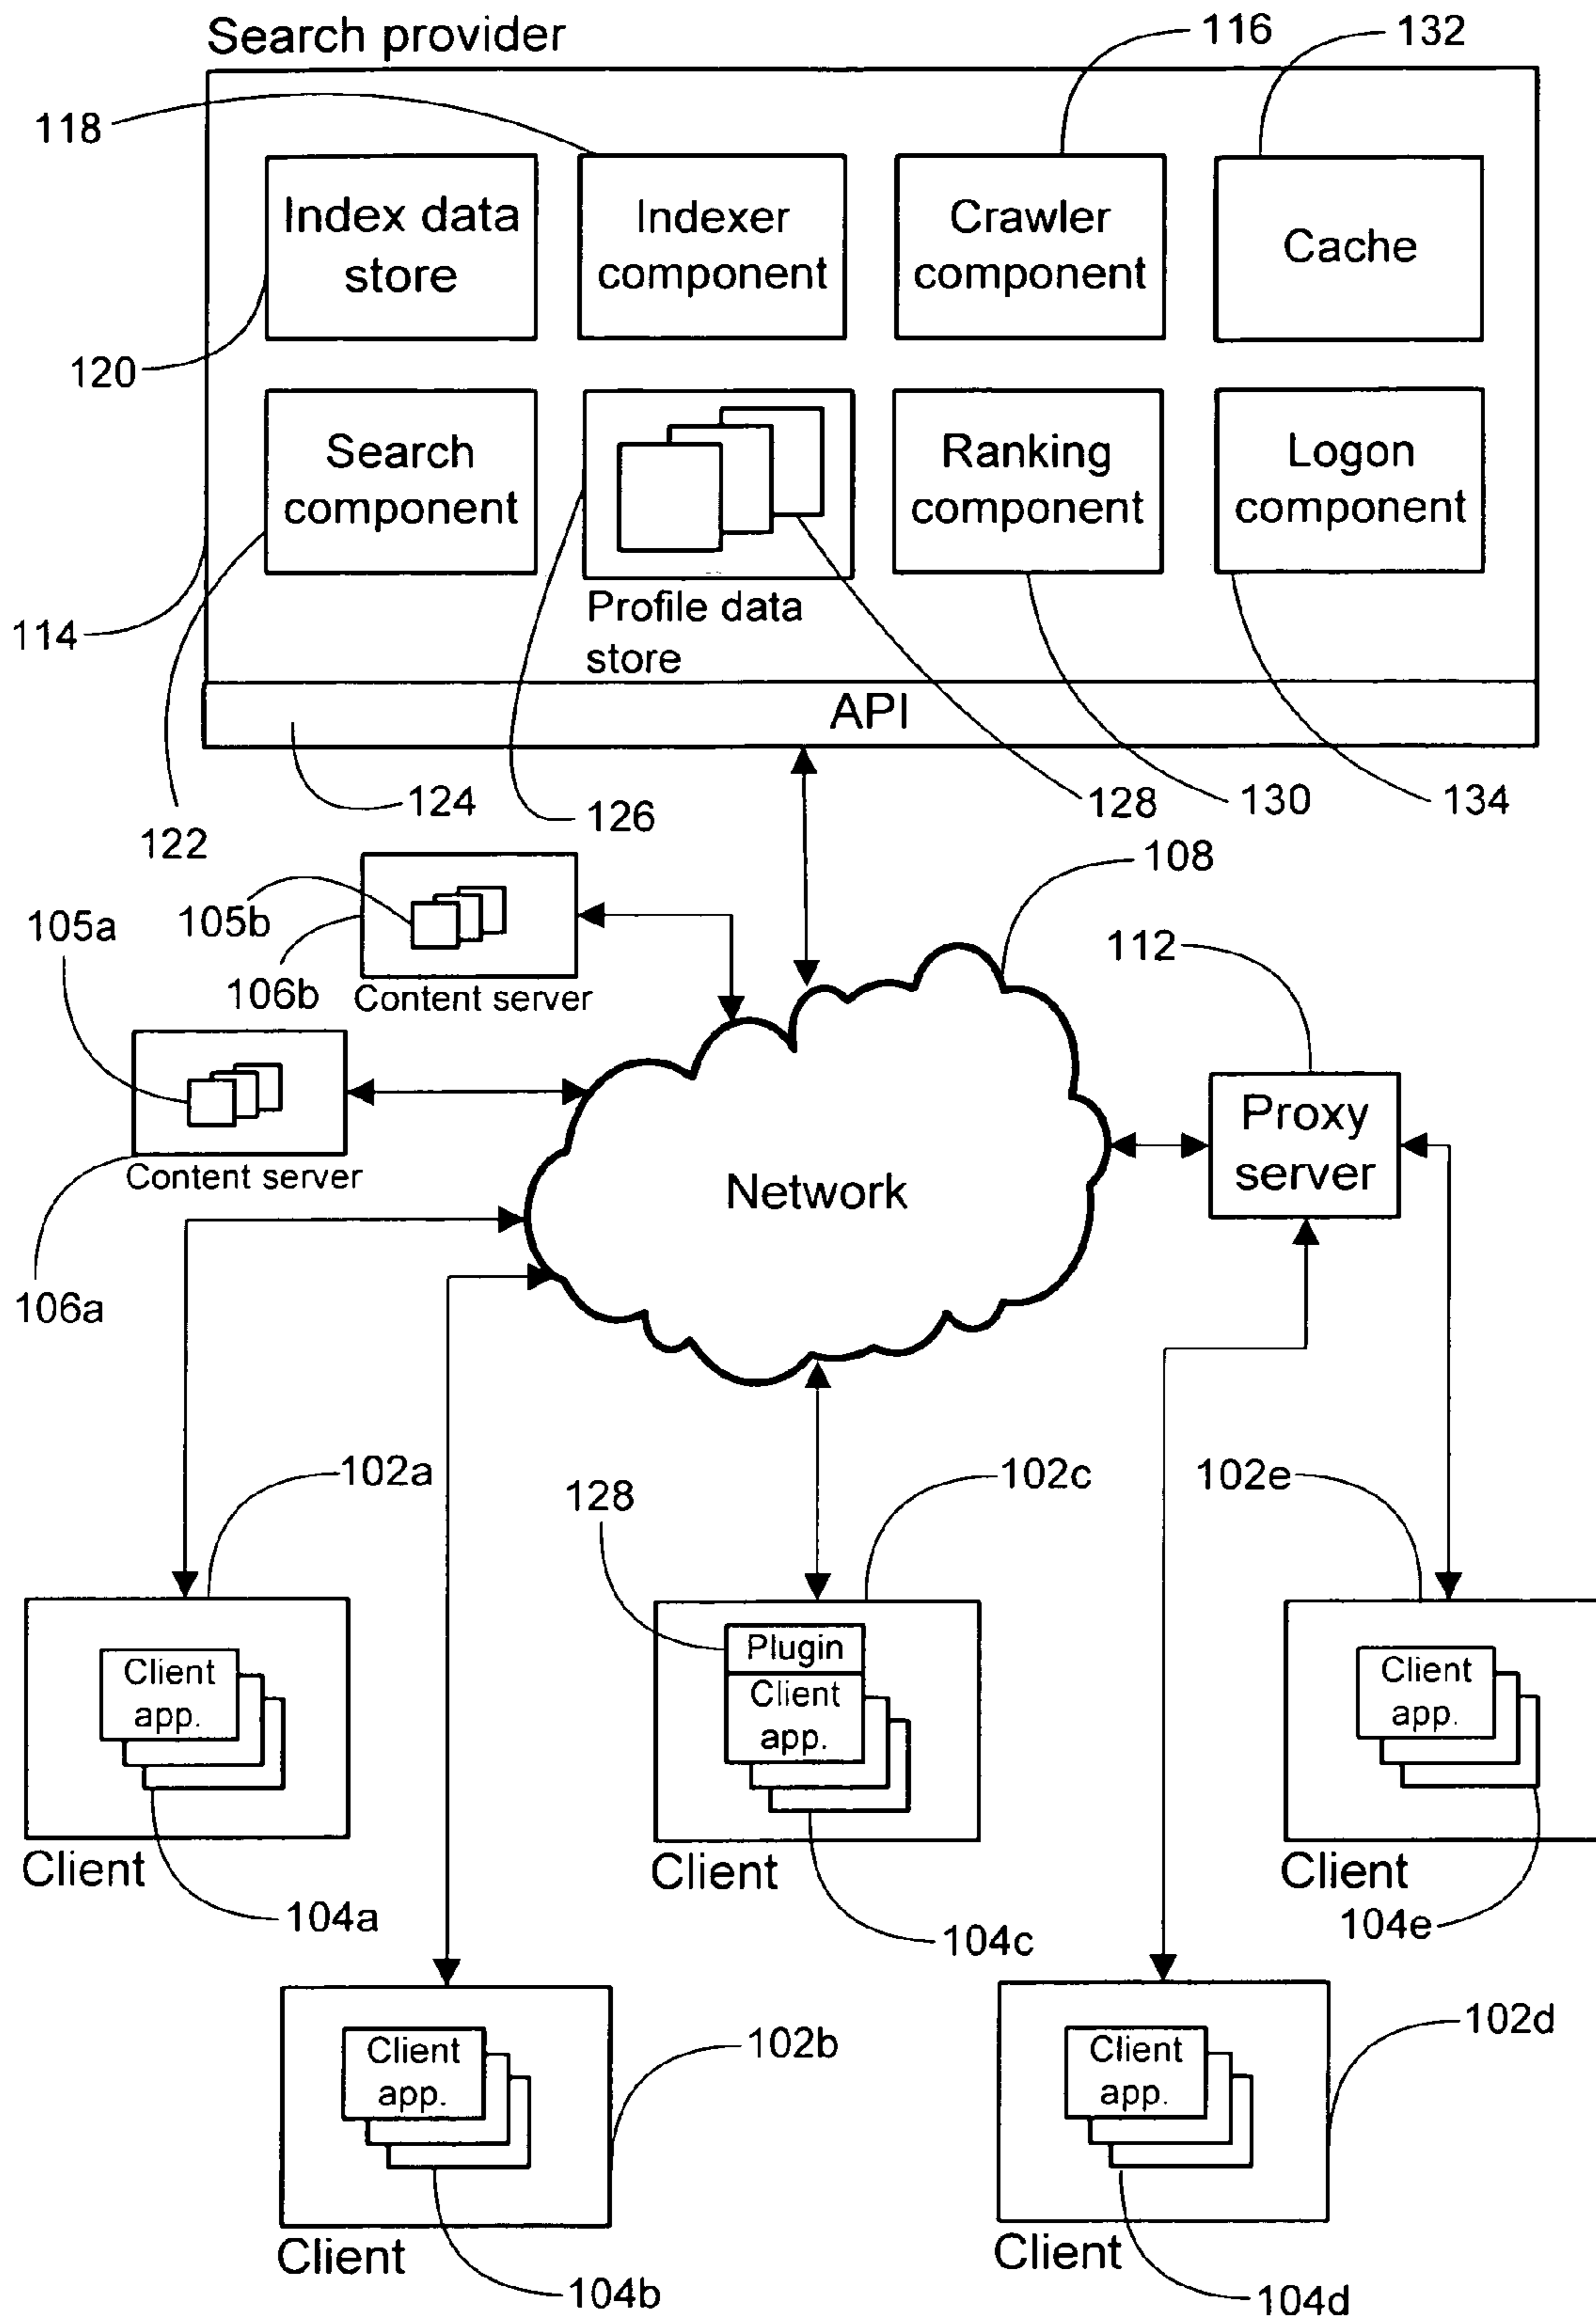 Search provider
116
132
118
Index data
store
Indexer
component
Crawler
component
Cache
120
Search
component
Ranking
component
Logon
component
Profile data
store
114
API
122
124
126
128
130
134
108
105b
106b
Content server
105a
112
Content server
106a
Network
Proxy
server
102a
128
102c
102e
Client
app.
Plugin
Client
app.
Client
app.
Client
104a
Client
104c
Client
104e
Client
app.
102b
Client
app.
102d
Client
104b
Client
104d